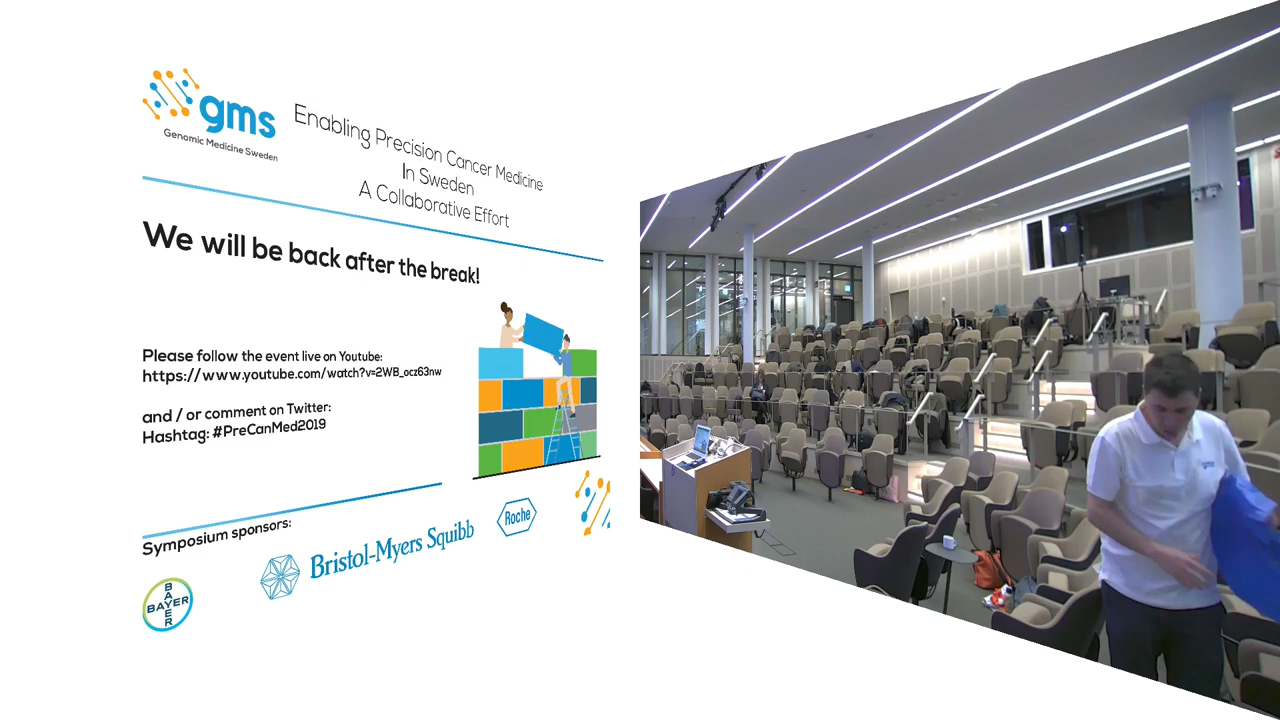 gms
Genomic Medicine Sweden
Enabling Precision Cancer Medicine
In Sweden
A Collaborative Effort
We will be back after the break!
Please follow the event live on Youtube:
https://www.youtube.com/watch?v=2WB_ocz63nw
and / or comment on Twitter:
Hashtag: #PreCanMed2019
Symposium sponsors:
BAYER
BAYER
Bristol-Myers Squibb
Roche